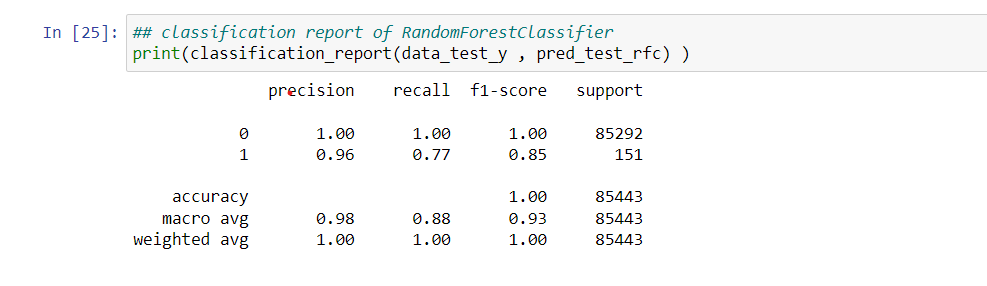 In [25]: ## classification report of RandomForestClassifier
print(classification_report(data_test_y , pred_test_rfc) )
precision recall f1-score support
0 1.00 1.00 1.00 85292
1 0.96 0.77 0.85 151
accuracy 1.00 85443
macro avg 0.98 0.88 0.93 85443
weighted avg 1.00 1.00 1.00 85443